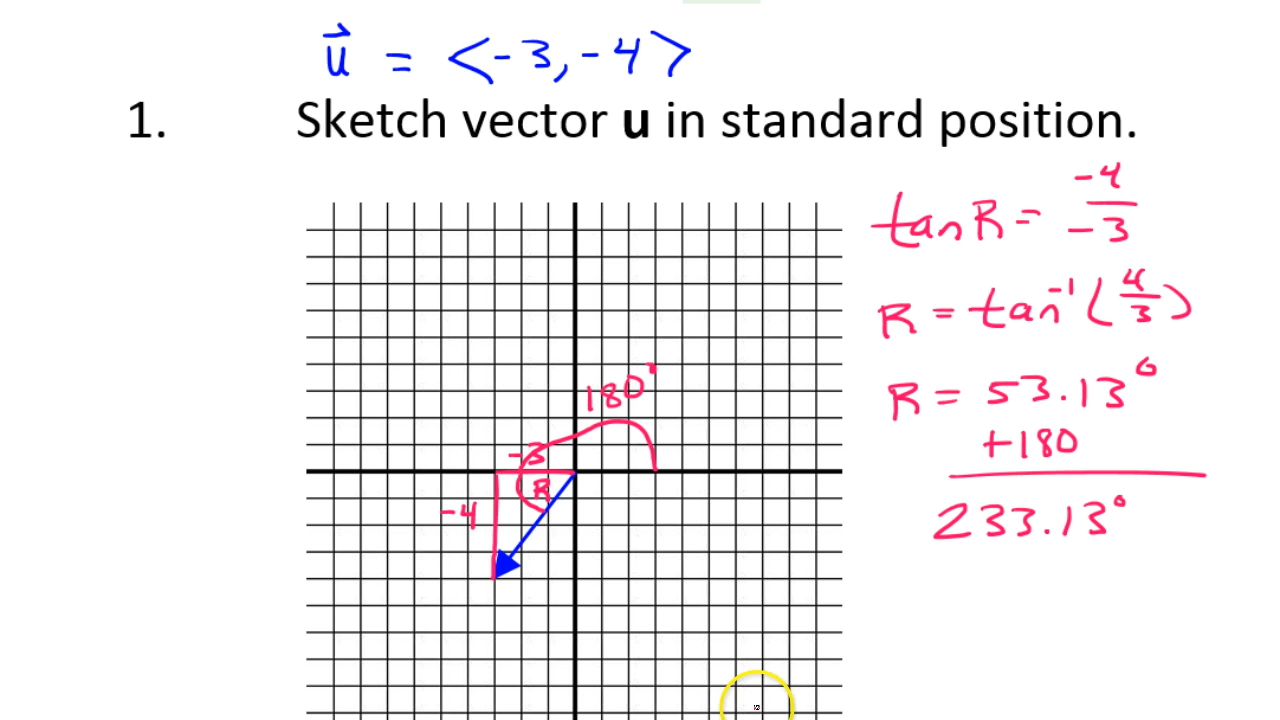 u⃗ = <-3, -4>
1. Sketch vector u in standard position.
tan R = -4/-3
R = tan⁻¹(4/3)
R = 53.13°
+180
233.13°
180°
-3
R
-4